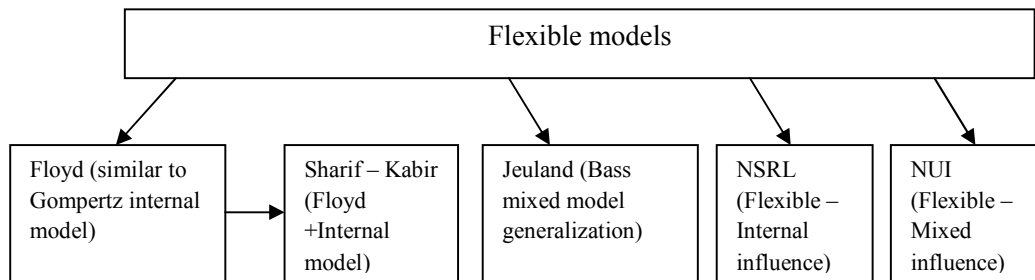 Flexible models
Floyd (similar to
Gompertz internal
model)
Sharif – Kabir
(Floyd
+Internal
model)
Jeuland (Bass
mixed model
generalization)
NSRL
(Flexible –
Internal
influence)
NUI
(Flexible –
Mixed
influence)